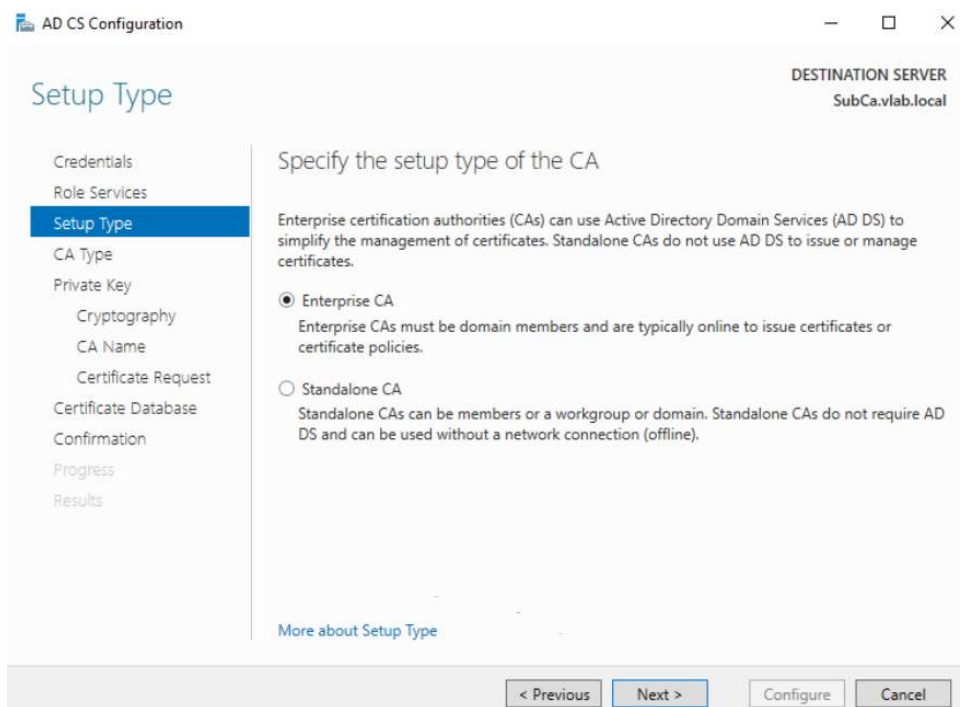 AD CS Configuration
DESTINATION SERVER
SubCa.vlab.local
Setup Type
Credentials
Role Services
Setup Type
CA Type
Private Key
Cryptography
CA Name
Certificate Request
Certificate Database
Confirmation
Progress
Results
Specify the setup type of the CA
Enterprise certification authorities (CAs) can use Active Directory Domain Services (AD DS) to
simplify the management of certificates. Standalone CAs do not use AD DS to issue or manage
certificates.
Enterprise CA
Enterprise CAs must be domain members and are typically online to issue certificates or
certificate policies.
Standalone CA
Standalone CAs can be members or a workgroup or domain. Standalone CAs do not require AD
DS and can be used without a network connection (offline).
More about Setup Type
< Previous
Next >
Configure
Cancel